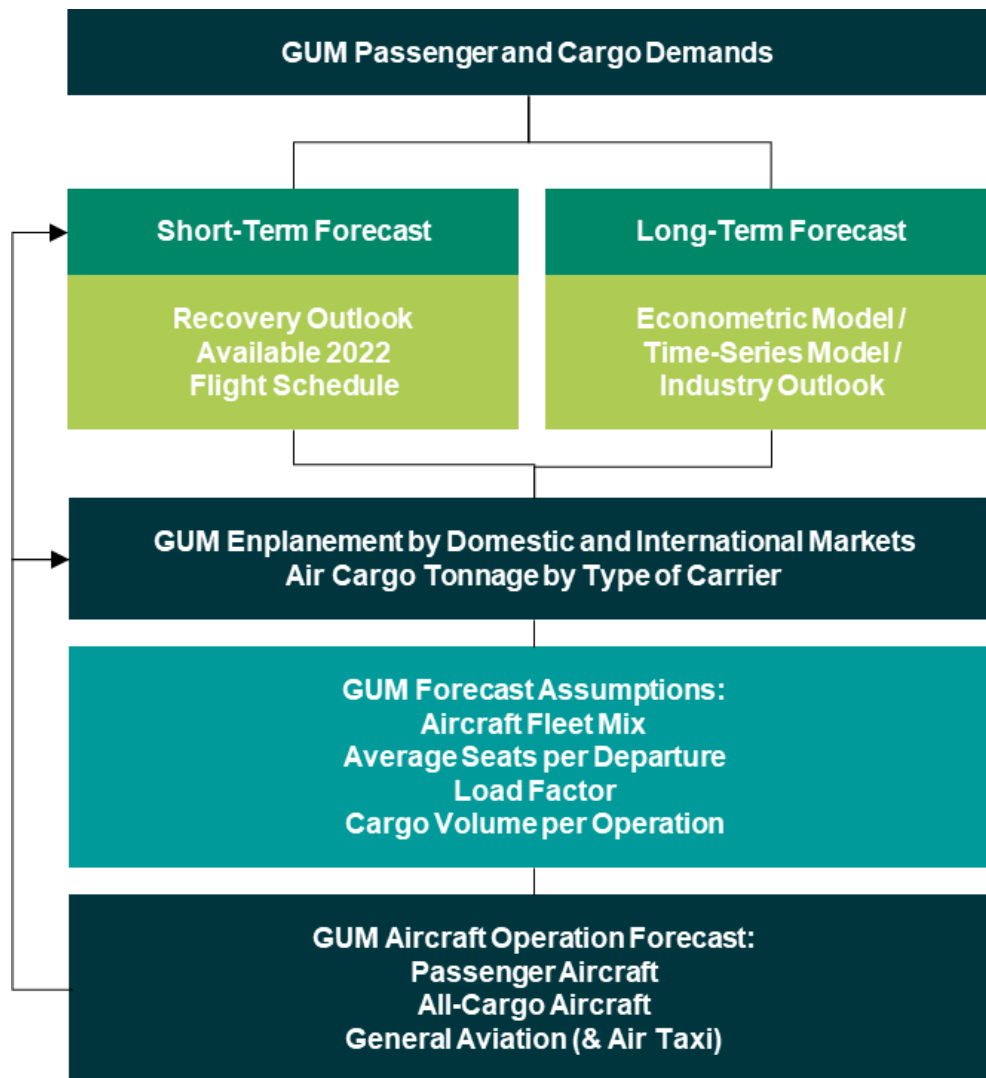 GUM Passenger and Cargo Demands
Short-Term Forecast
Recovery Outlook
Available 2022
Flight Schedule
Long-Term Forecast
Econometric Model /
Time-Series Model /
Industry Outlook
GUM Enplanement by Domestic and International Markets
Air Cargo Tonnage by Type of Carrier
GUM Forecast Assumptions:
Aircraft Fleet Mix
Average Seats per Departure
Load Factor
Cargo Volume per Operation
GUM Aircraft Operation Forecast:
Passenger Aircraft
All-Cargo Aircraft
General Aviation (& Air Taxi)